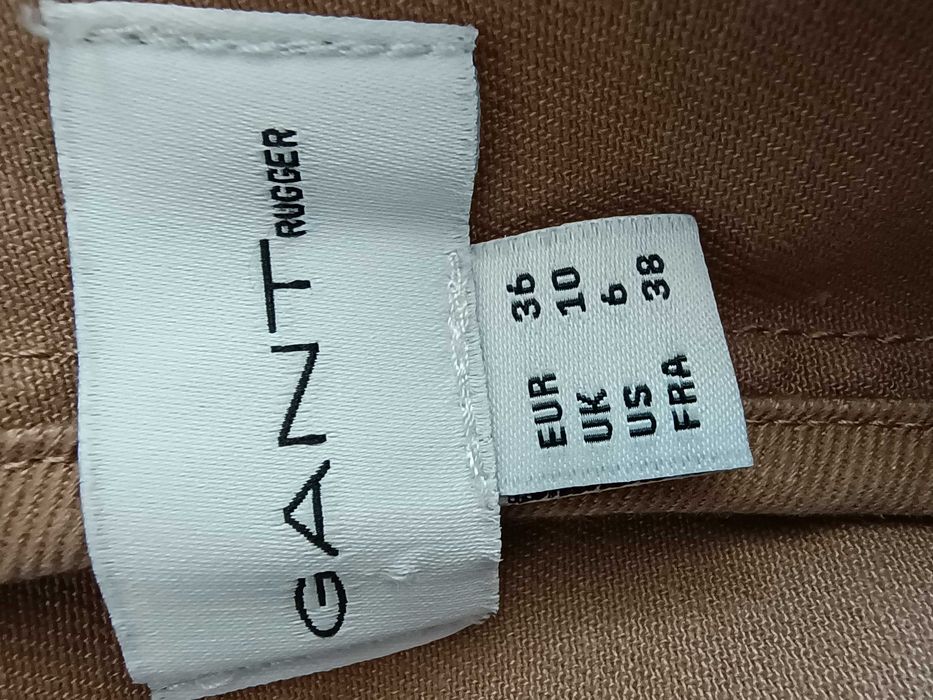 GANT RUGGER
EUR 36
UK 10
US 6
FRA 38